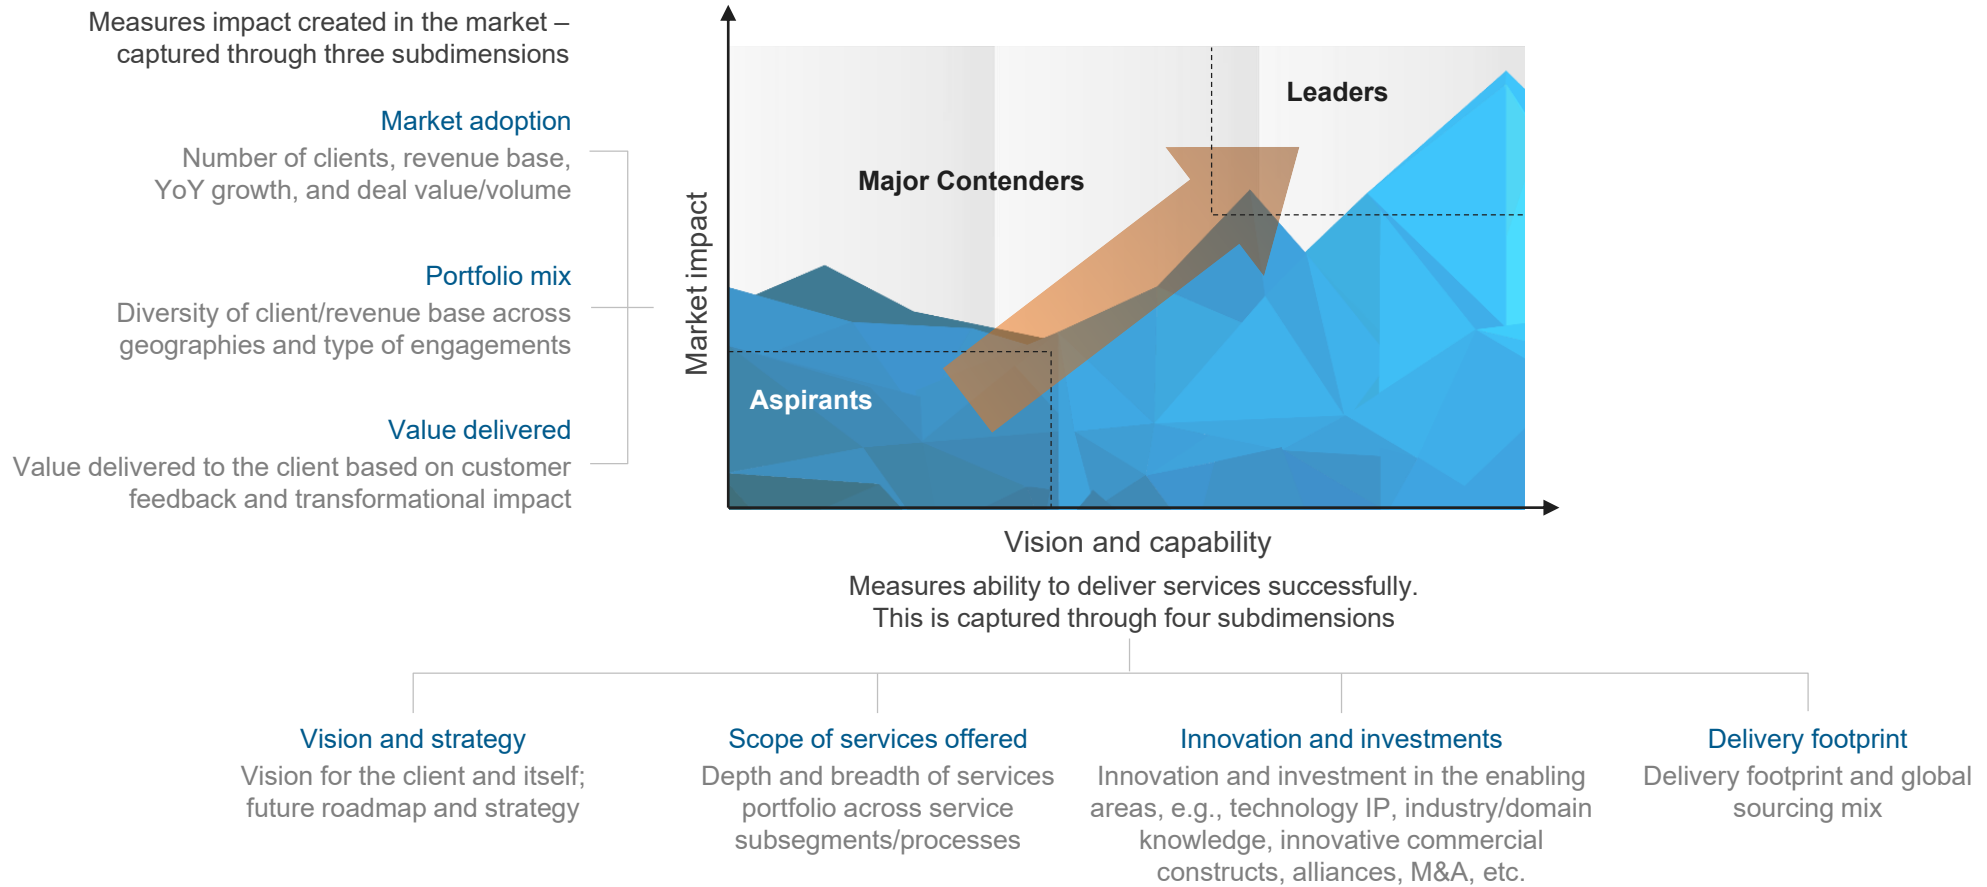 Measures impact created in the market –
captured through three subdimensions
Market adoption
Number of clients, revenue base,
YoY growth, and deal value/volume
Portfolio mix
Diversity of client/revenue base across
geographies and type of engagements
Value delivered
Value delivered to the client based on customer
feedback and transformational impact
Market impact
Leaders
Major Contenders
Aspirants
Vision and capability
Measures ability to deliver services successfully.
This is captured through four subdimensions
Vision and strategy
Vision for the client and itself;
future roadmap and strategy
Scope of services offered
Depth and breadth of services
portfolio across service
subsegments/processes
Innovation and investments
Innovation and investment in the enabling
areas, e.g., technology IP, industry/domain
knowledge, innovative commercial
constructs, alliances, M&A, etc.
Delivery footprint
Delivery footprint and global
sourcing mix